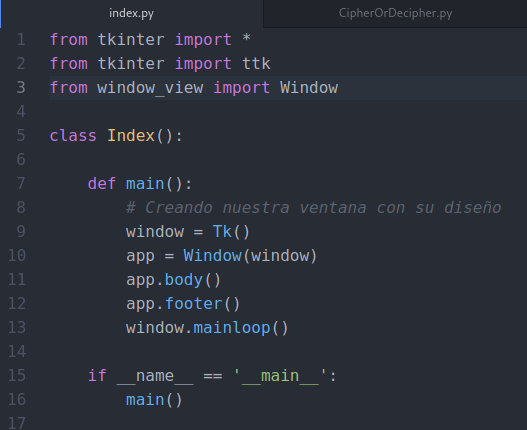 index.py CipherOrDecipher.py
1 from tkinter import *
2 from tkinter import ttk
3 from window_view import Window
4
5 class Index():
6
7     def main():
8         # Creando nuestra ventana con su diseño
9         window = Tk()
10         app = Window(window)
11         app.body()
12         app.footer()
13         window.mainloop()
14
15     if __name__ == '__main__':
16         main()
17